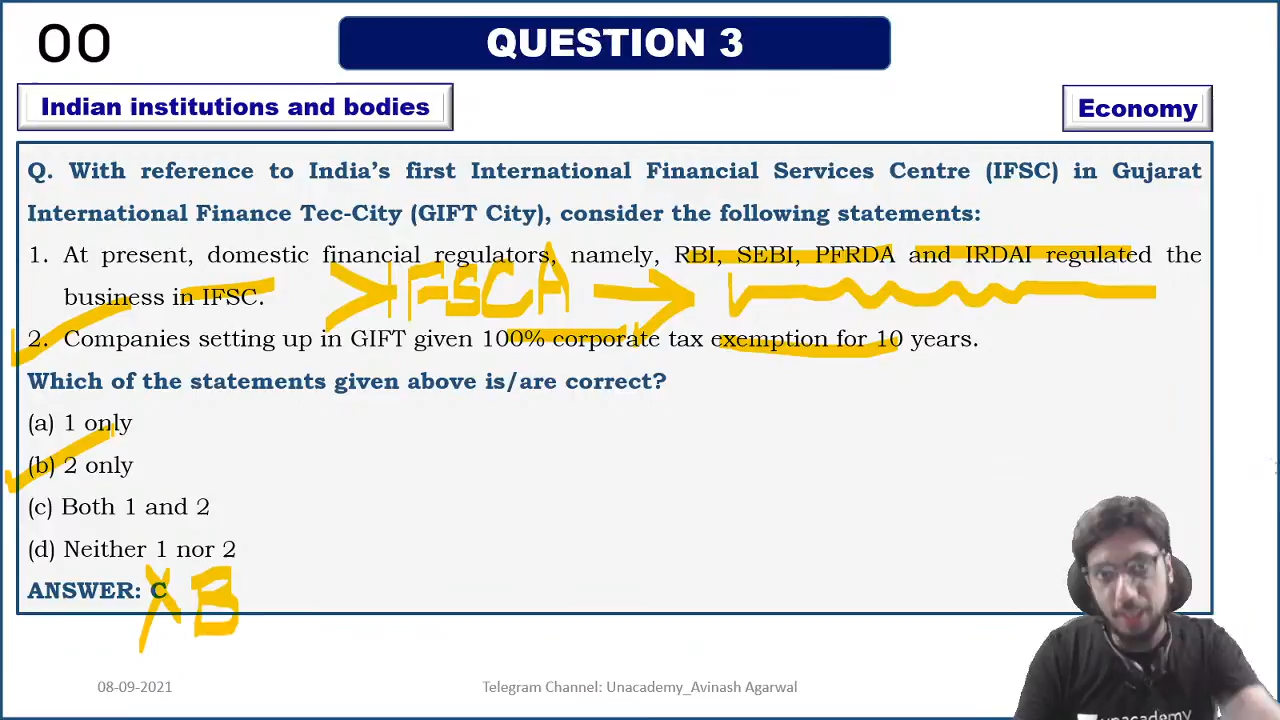 OO
QUESTION 3
Indian institutions and bodies
Economy
Q. With reference to India's first International Financial Services Centre (IFSC) in Gujarat
International Finance Tec-City (GIFT City), consider the following statements:
1. At present, domestic financial regulators, namely, RBI, SEBI, PFRDA and IRDAI regulated the
business in IFSC.
IFSCA
2. Companies setting up in GIFT given 100% corporate tax exemption for 10 years.
Which of the statements given above is/are correct?
(a) 1 only
(b) 2 only
(c) Both 1 and 2
(d) Neither 1 nor 2
ANSWER: C
B
08-09-2021
Telegram Channel: Unacademy_Avinash Agarwal
unacademy